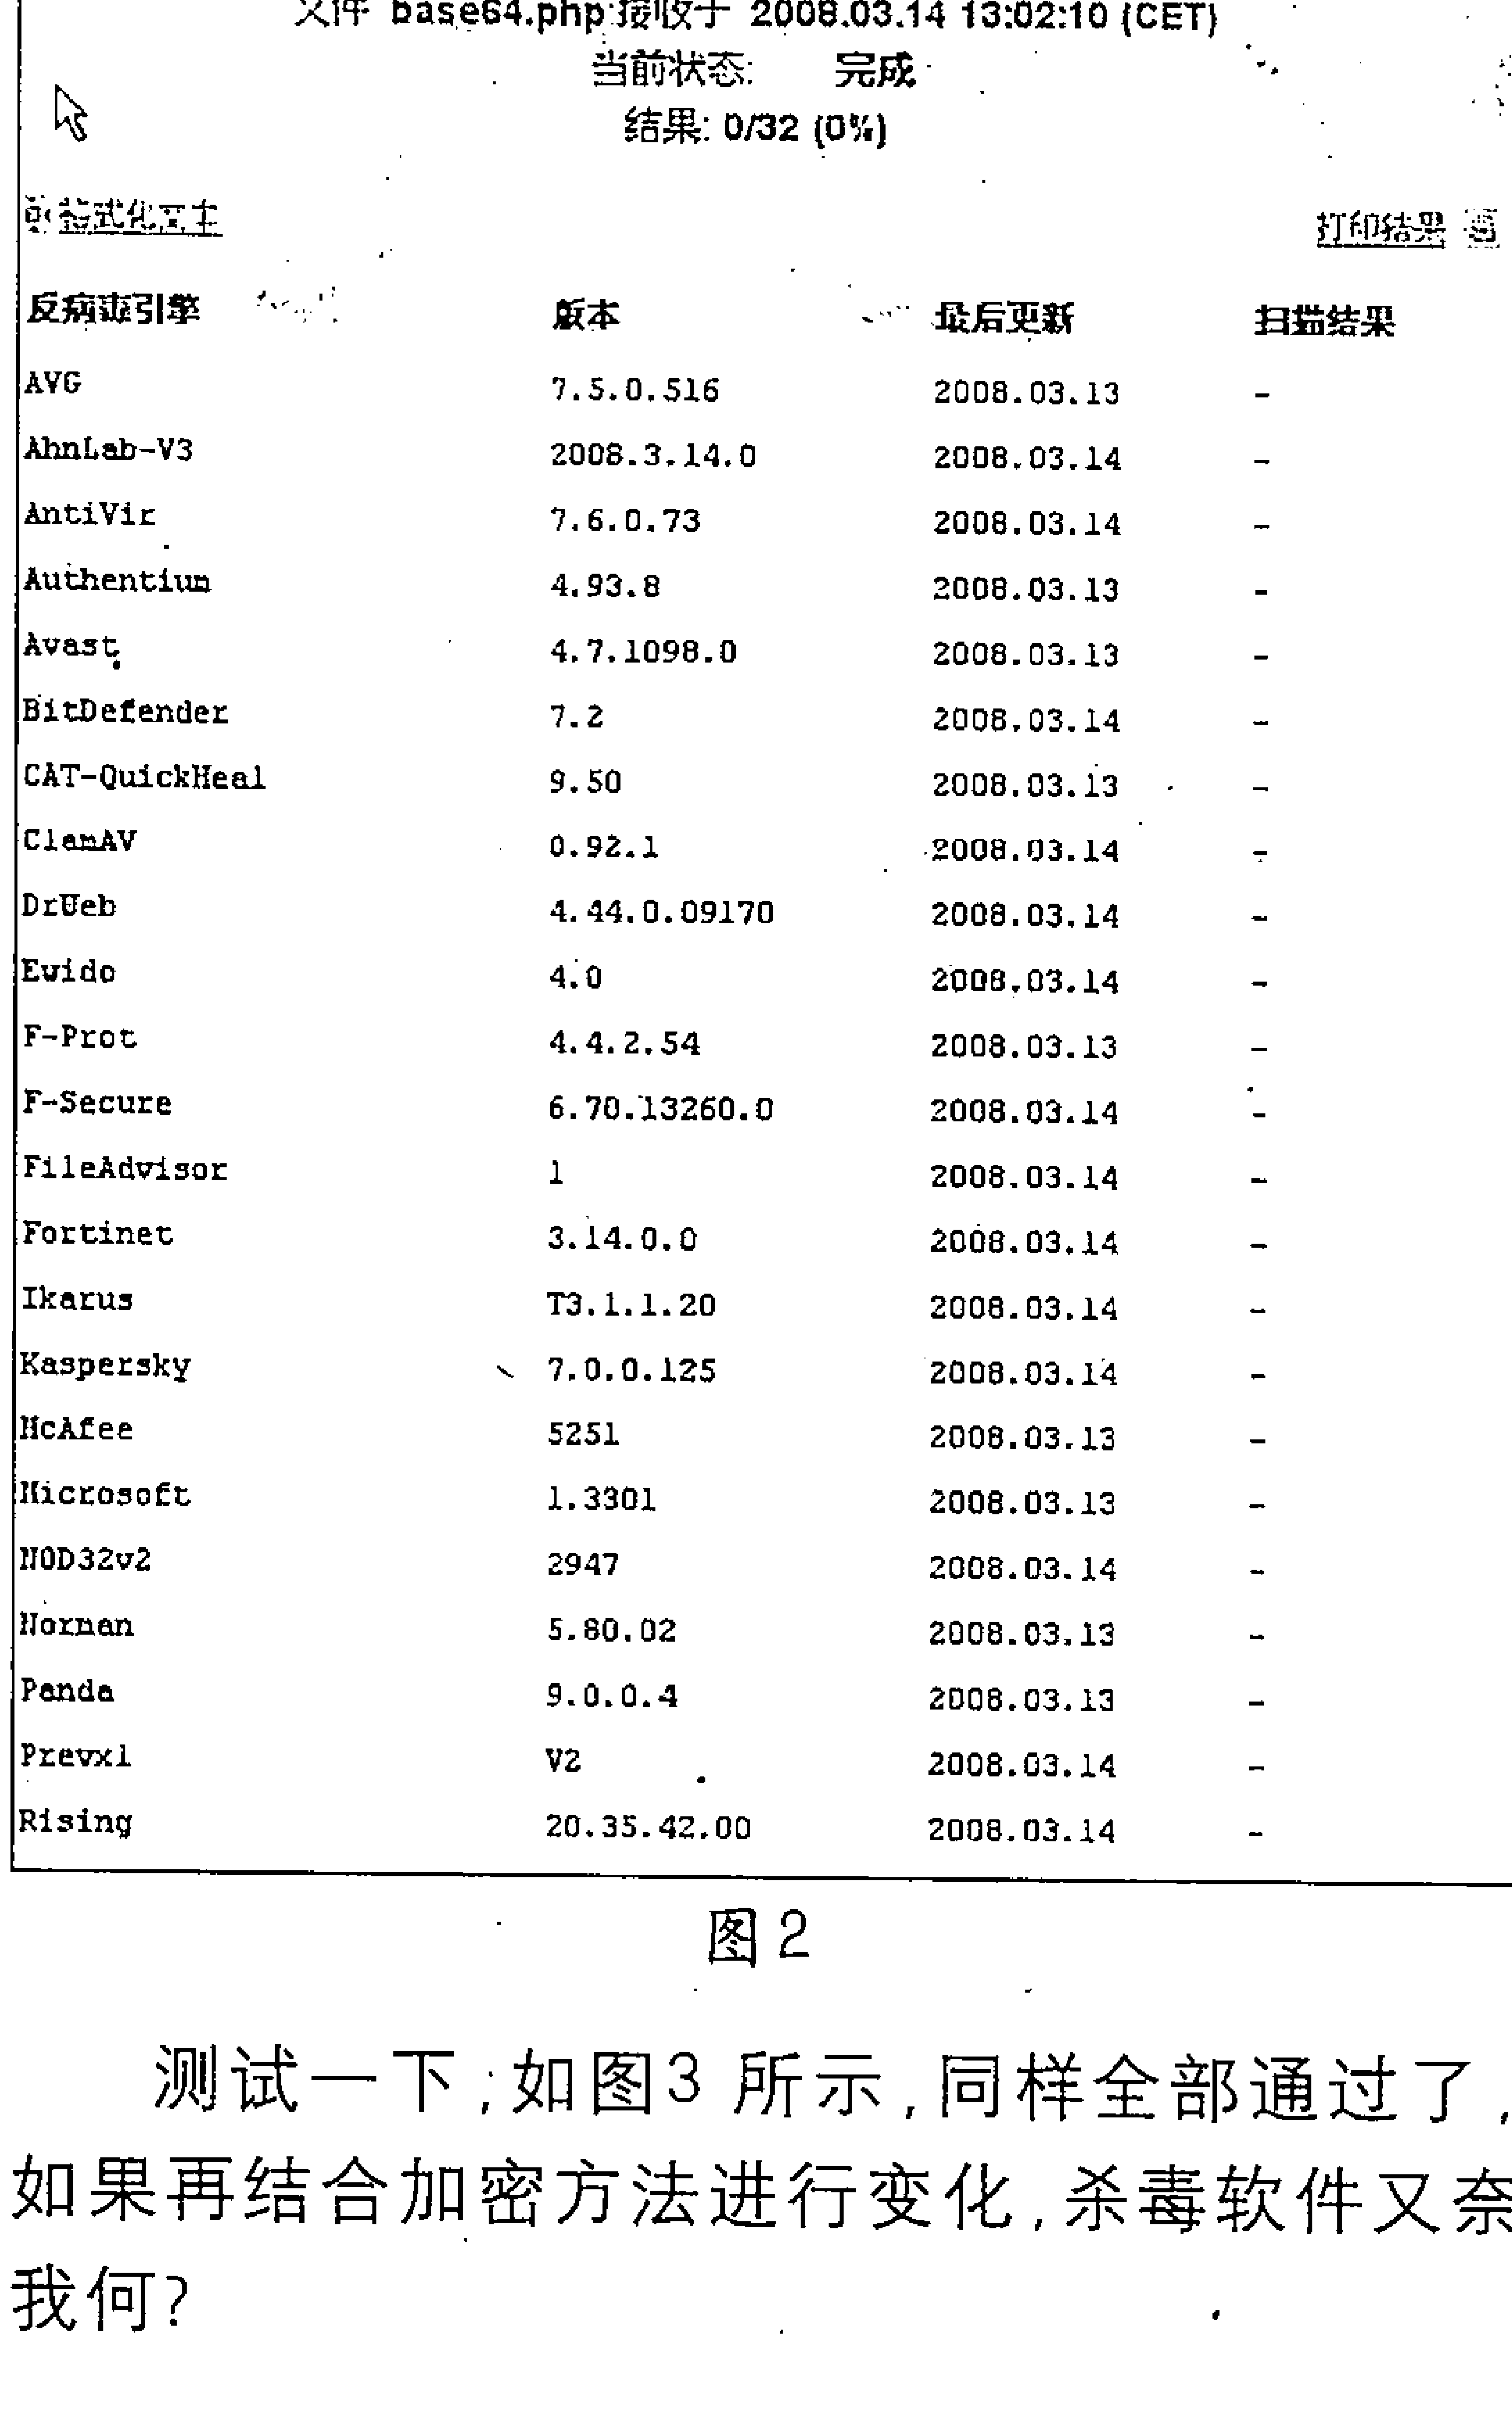 文件 base64.php 接收于 2008.03.14 13:02:10 (CET)
当前状态: 完成
结果: 0/32 (0%)
格式化文本 打印结果
反病毒引擎 版本 最后更新 扫描结果
AVG 7.5.0.516 2008.03.13 -
AhnLab-V3 2008.3.14.0 2008.03.14 -
AntiVir 7.6.0.73 2008.03.14 -
Authentium 4.93.8 2008.03.13 -
Avast 4.7.1098.0 2008.03.13 -
BitDefender 7.2 2008.03.14 -
CAT-QuickHeal 9.50 2008.03.13 -
ClamAV 0.92.1 2008.03.14 -
DrWeb 4.44.0.09170 2008.03.14 -
Ewido 4.0 2008.03.14 -
F-Prot 4.4.2.54 2008.03.13 -
F-Secure 6.70.13260.0 2008.03.14 -
FileAdvisor 1 2008.03.14 -
Fortinet 3.14.0.0 2008.03.14 -
Ikarus T3.1.1.20 2008.03.14 -
Kaspersky 7.0.0.125 2008.03.14 -
McAfee 5251 2008.03.13 -
Microsoft 1.3301 2008.03.13 -
NOD32v2 2947 2008.03.14 -
Norman 5.80.02 2008.03.13 -
Panda 9.0.0.4 2008.03.13 -
Prevx1 V2 2008.03.14 -
Rising 20.35.42.00 2008.03.14 -
图2
测试一下,如图3 所示,同样全部通过了,
如果再结合加密方法进行变化,杀毒软件又奈
我何?